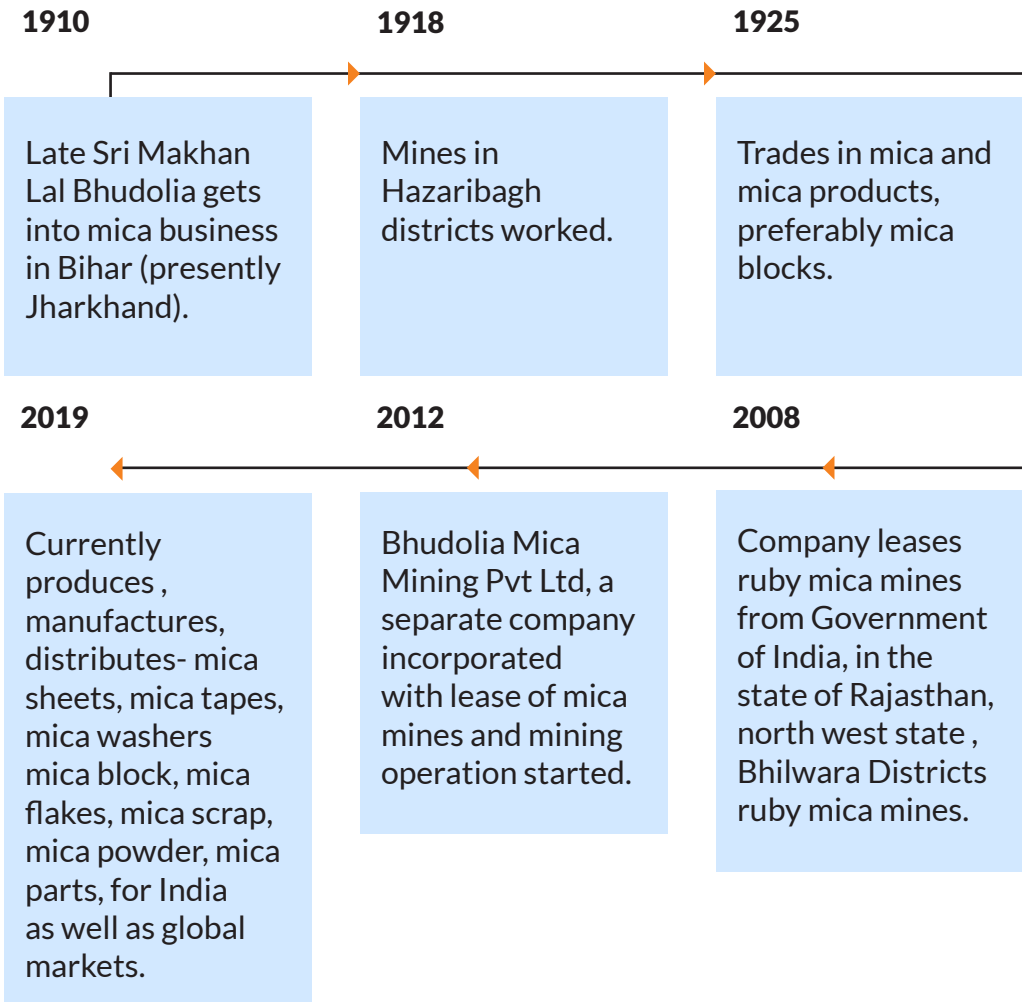 1910
Late Sri Makhan
Lal Bhudolia gets
into mica business
in Bihar (presently
Jharkhand).
1918
Mines in
Hazaribagh
districts worked.
1925
Trades in mica and
mica products,
preferably mica
blocks.
2019
Currently
produces ,
manufactures,
distributes- mica
sheets, mica tapes,
mica washers
mica block, mica
flakes, mica scrap,
mica powder, mica
parts, for India
as well as global
markets.
2012
Bhudolia Mica
Mining Pvt Ltd, a
separate company
incorporated
with lease of mica
mines and mining
operation started.
2008
Company leases
ruby mica mines
from Government
of India, in the
state of Rajasthan,
north west state ,
Bhilwara Districts
ruby mica mines.